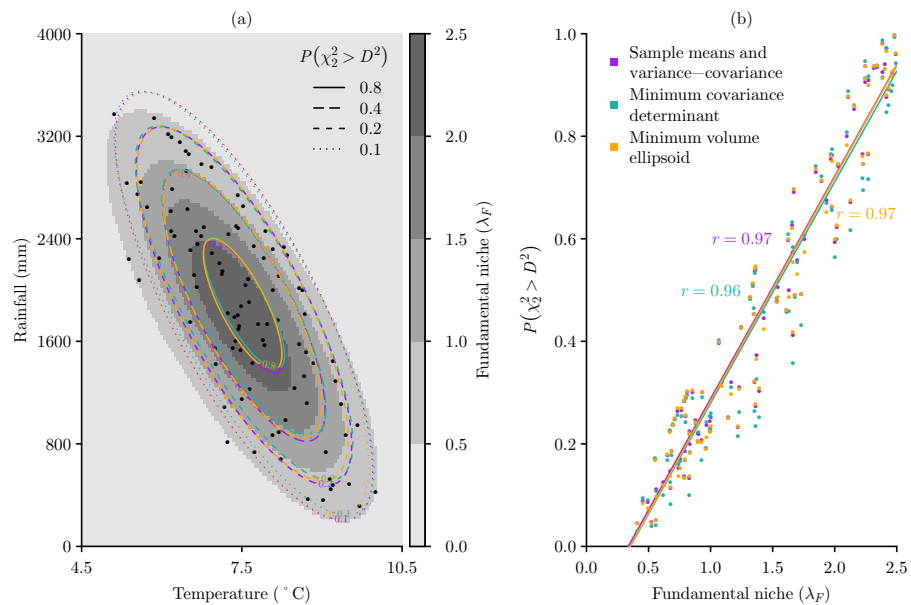 (a)
4000
3200
2400
1600
800
0
4.5
7.5
10.5
Rainfall (mm)
Temperature (°C)
P(χ₂² > D²)
0.8
0.4
0.2
0.1
0.8
0.1
2.5
2.0
1.5
1.0
0.5
0.0
Fundamental niche (λ_F)
(b)
1.0
0.8
0.6
0.4
0.2
0.0
0.0
0.5
1.0
1.5
2.0
2.5
P(χ₂² > D²)
Fundamental niche (λ_F)
Sample means and
variance−covariance
Minimum covariance
determinant
Minimum volume
ellipsoid
r = 0.97
r = 0.97
r = 0.96